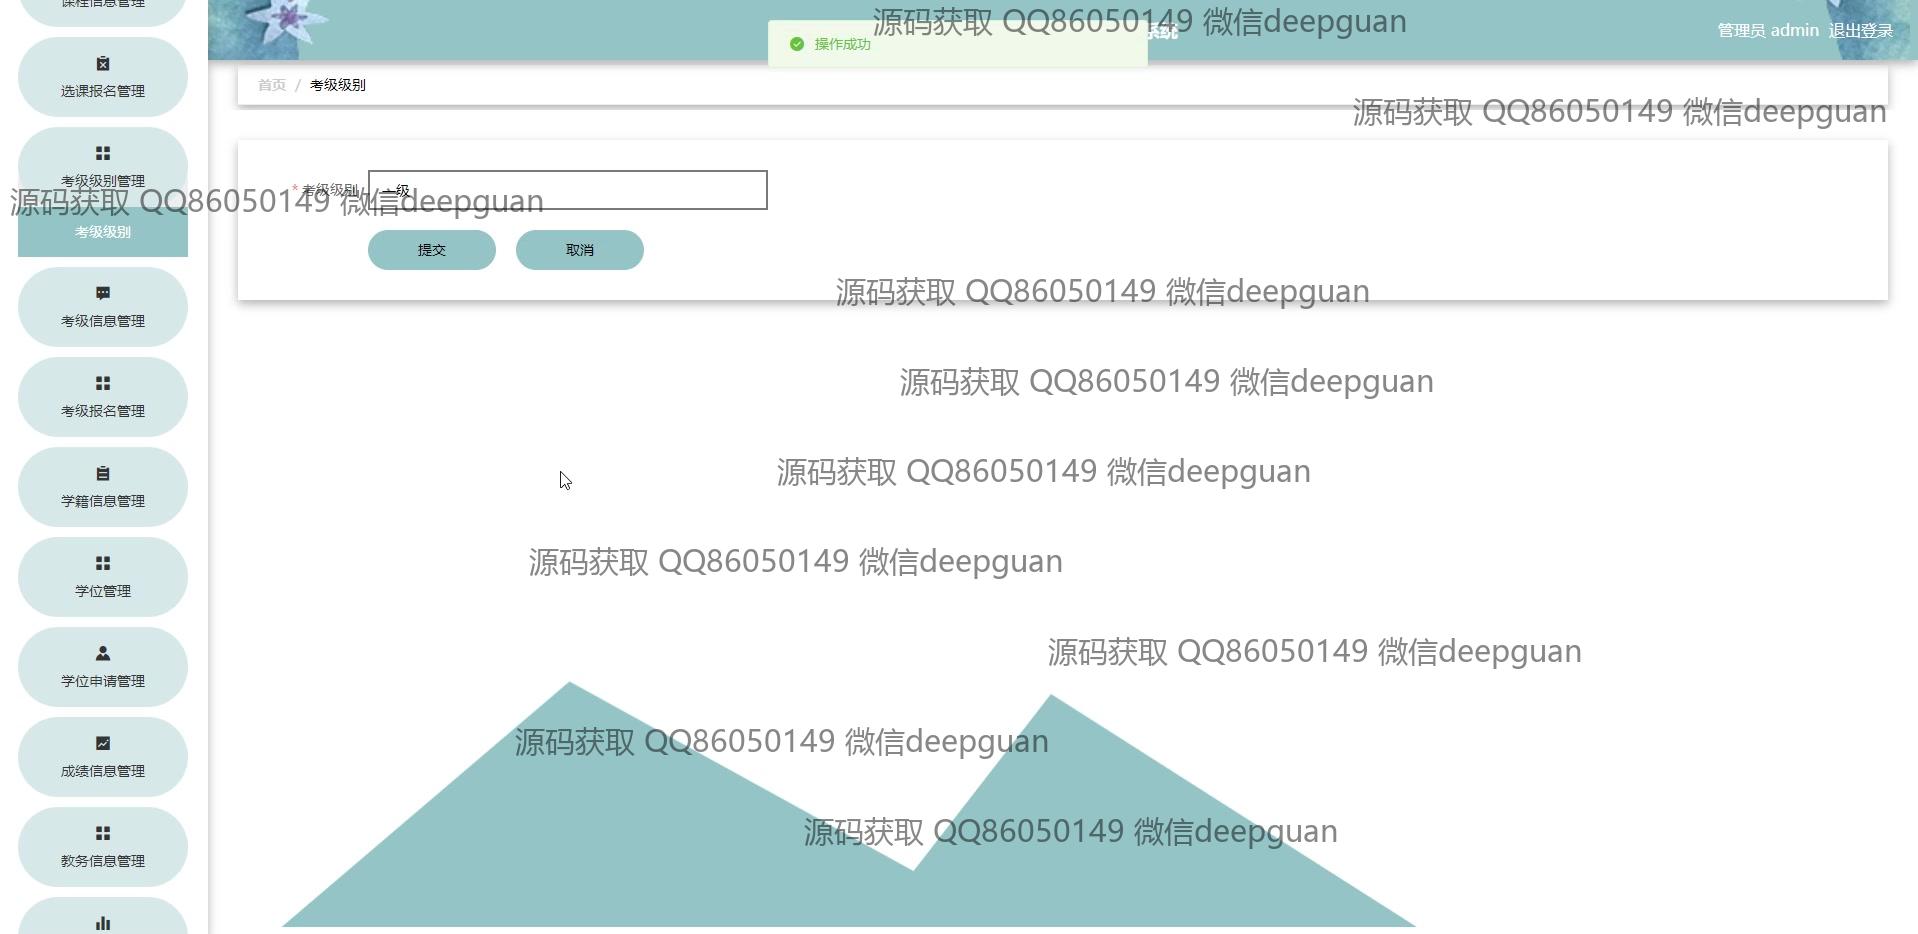 课程信息管理
选课报名管理
考级级别管理
考级级别
考级信息管理
考级报名管理
学籍信息管理
学位管理
学位申请管理
成绩信息管理
教务信息管理
系统
操作成功
管理员 admin 退出登录
首页 / 考级级别
* 考级级别
一级
提交
取消
源码获取 QQ86050149 微信deepguan
源码获取 QQ86050149 微信deepguan
源码获取 QQ86050149 微信deepguan
源码获取 QQ86050149 微信deepguan
源码获取 QQ86050149 微信deepguan
源码获取 QQ86050149 微信deepguan
源码获取 QQ86050149 微信deepguan
源码获取 QQ86050149 微信deepguan
源码获取 QQ86050149 微信deepguan
源码获取 QQ86050149 微信deepguan